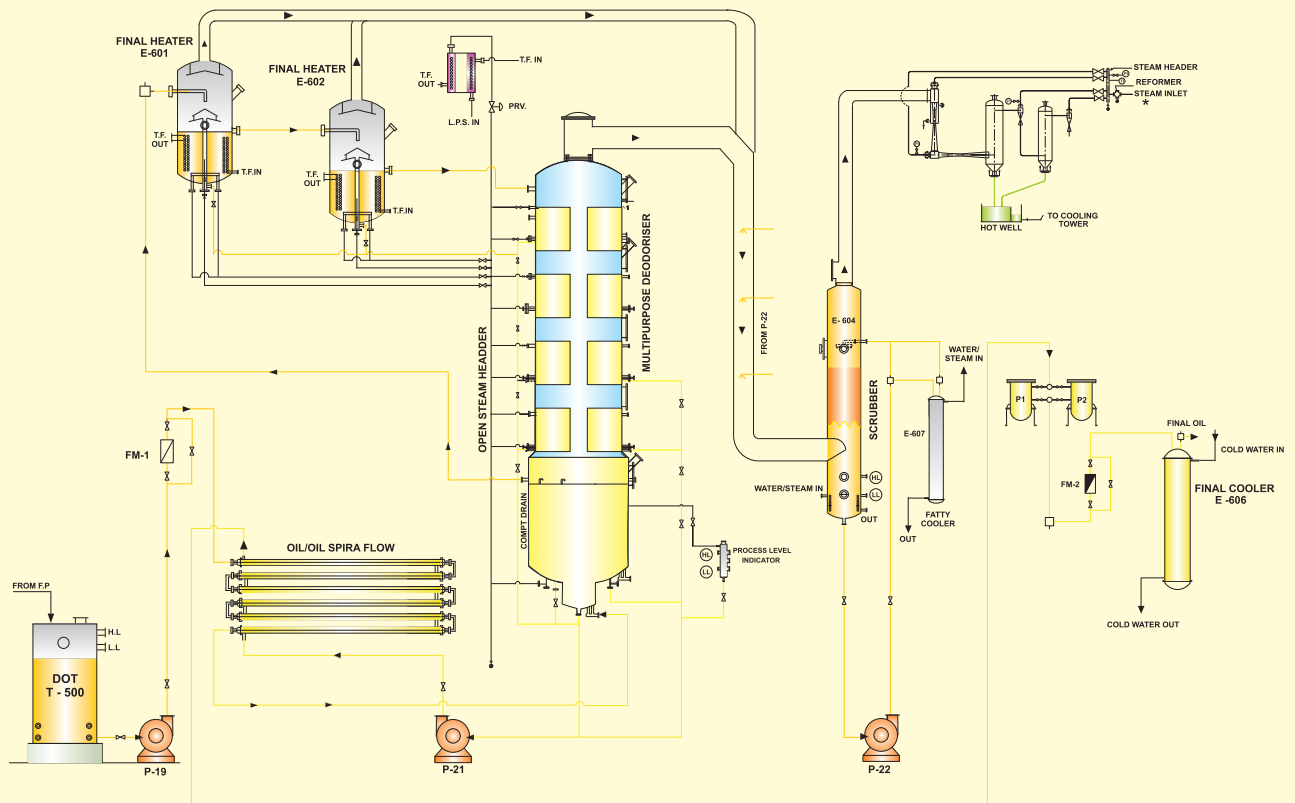 FINAL HEATER
E-601
FINAL HEATER
E-602
T.F.
OUT
T.F.IN
T.F.
OUT
T.F.IN
T.F. IN
T.F.
OUT
L.P.S. IN
PRV.
STEAM HEADER
REFORMER
STEAM INLET
*
HOT WELL
TO COOLING
TOWER
OPEN STEAM HEADDER
MULTIPURPOSE DEODORISER
COMPT DRAIN
FROM P-22
E- 604
SCRUBBER
WATER/
STEAM IN
E-607
FATTY
COOLER
OUT
WATER/STEAM IN
HL
LL
OUT
P1
P2
FINAL OIL
COLD WATER IN
FM-2
FINAL COOLER
E -606
COLD WATER OUT
HL
LL
PROCESS LEVEL
INDICATOR
FM-1
OIL/OIL SPIRA FLOW
FROM F.P
H.L
L.L
DOT
T - 500
P-19
P-21
P-22